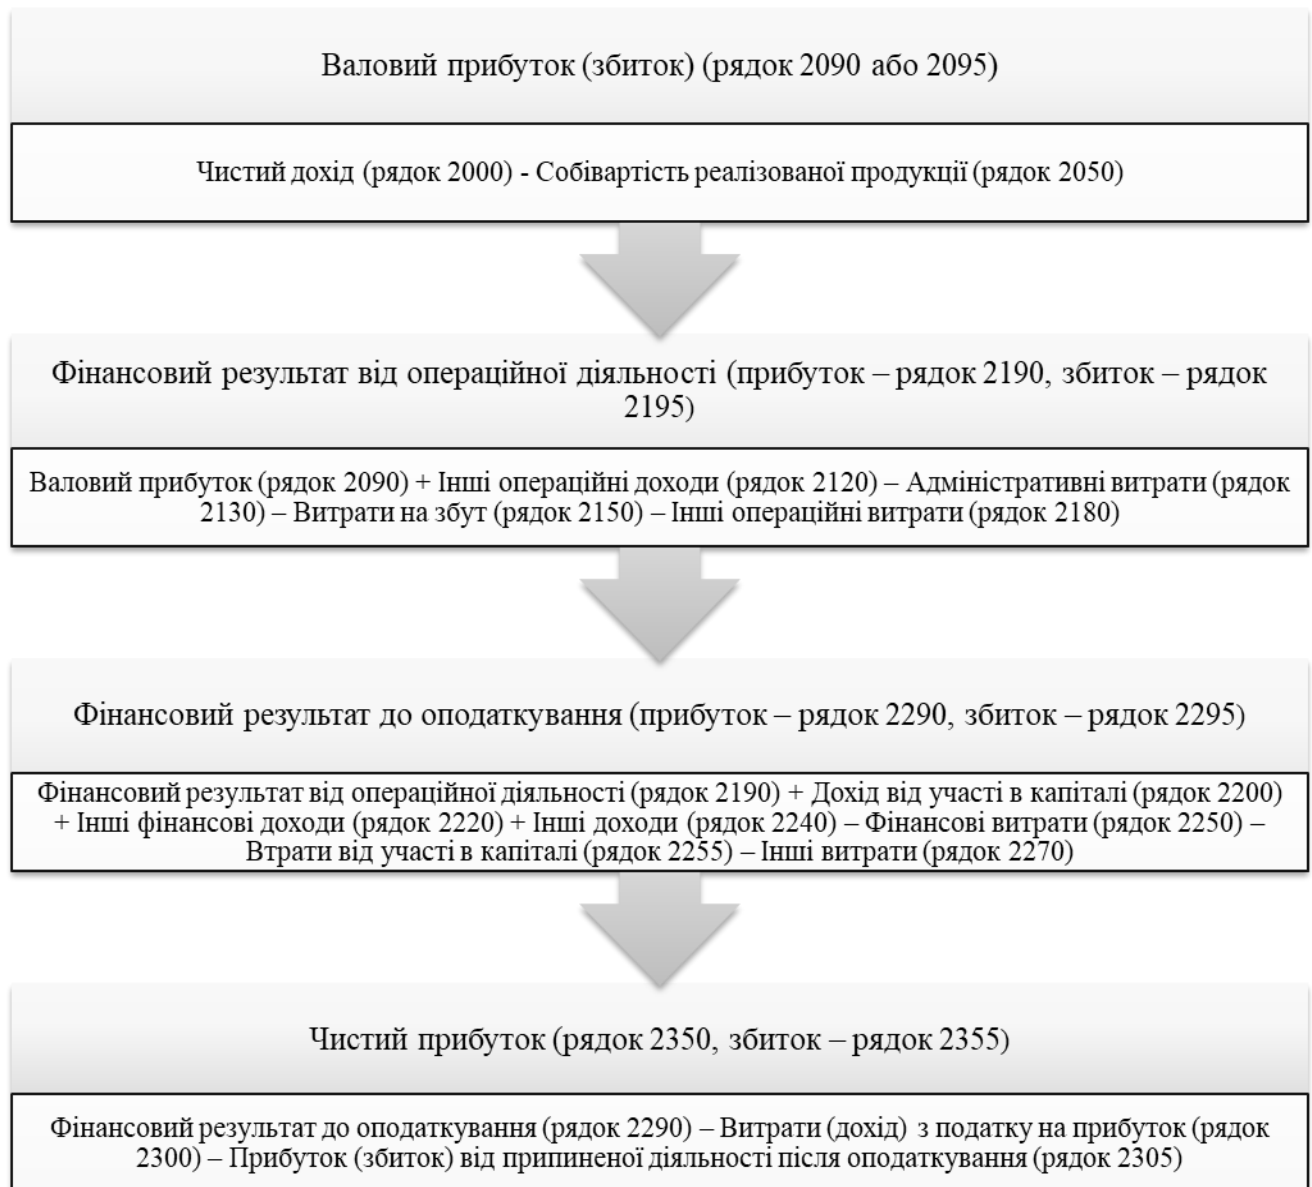 Валовий прибуток (збиток) (рядок 2090 або 2095)
Чистий дохід (рядок 2000) - Собівартість реалізованої продукції (рядок 2050)
Фінансовий результат від операційної діяльності (прибуток – рядок 2190, збиток – рядок
2195)
Валовий прибуток (рядок 2090) + Інші операційні доходи (рядок 2120) – Адміністративні витрати (рядок
2130) – Витрати на збут (рядок 2150) – Інші операційні витрати (рядок 2180)
Фінансовий результат до оподаткування (прибуток – рядок 2290, збиток – рядок 2295)
Фінансовий результат від операційної діяльності (рядок 2190) + Дохід від участі в капіталі (рядок 2200)
+ Інші фінансові доходи (рядок 2220) + Інші доходи (рядок 2240) – Фінансові витрати (рядок 2250) –
Втрати від участі в капіталі (рядок 2255) – Інші витрати (рядок 2270)
Чистий прибуток (рядок 2350, збиток – рядок 2355)
Фінансовий результат до оподаткування (рядок 2290) – Витрати (дохід) з податку на прибуток (рядок
2300) – Прибуток (збиток) від припиненої діяльності після оподаткування (рядок 2305)